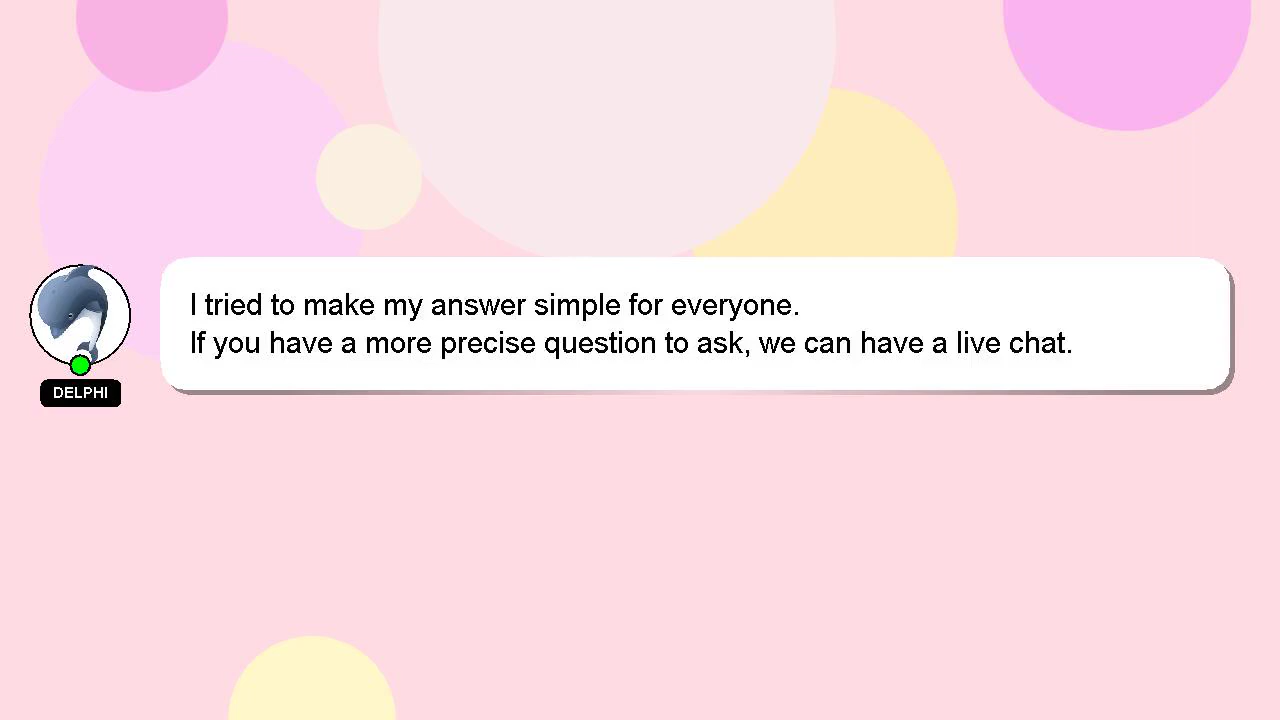 I tried to make my answer simple for everyone.
If you have a more precise question to ask, we can have a live chat.
DELPHI